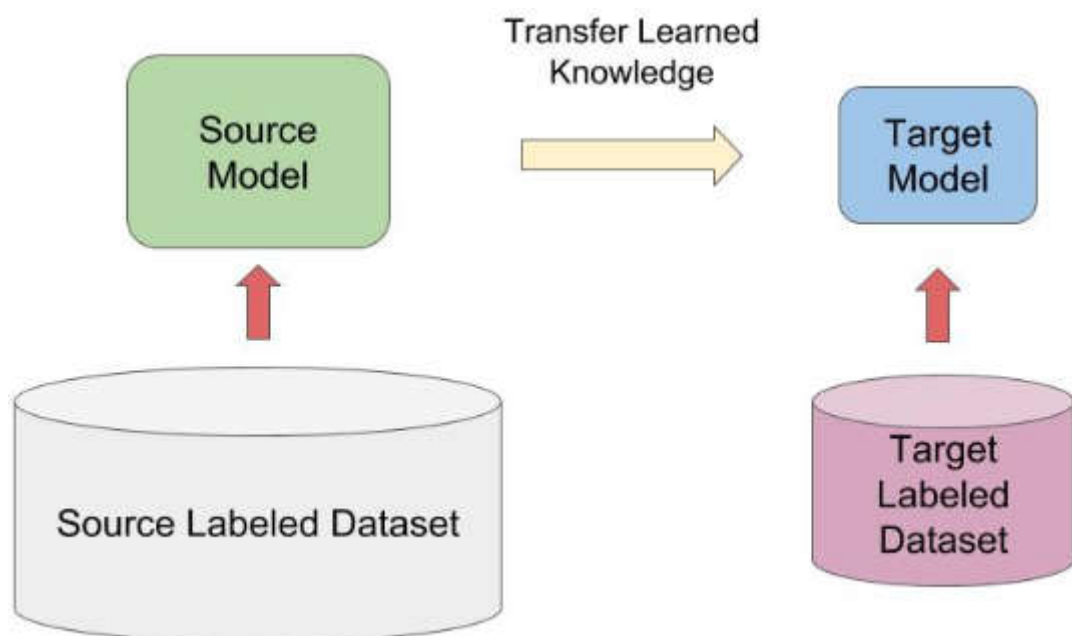 Transfer Learned
Knowledge
Source
Model
Target
Model
Source Labeled Dataset
Target
Labeled
Dataset